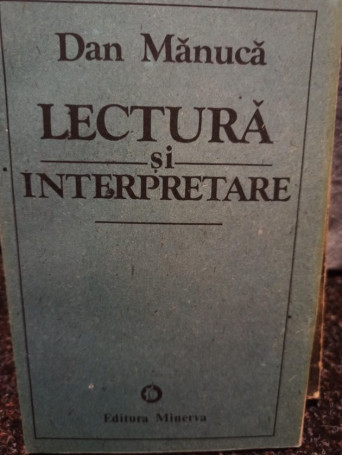 Dan Mănucă
LECTURĂ
și
INTERPRETARE
Editura Minerva